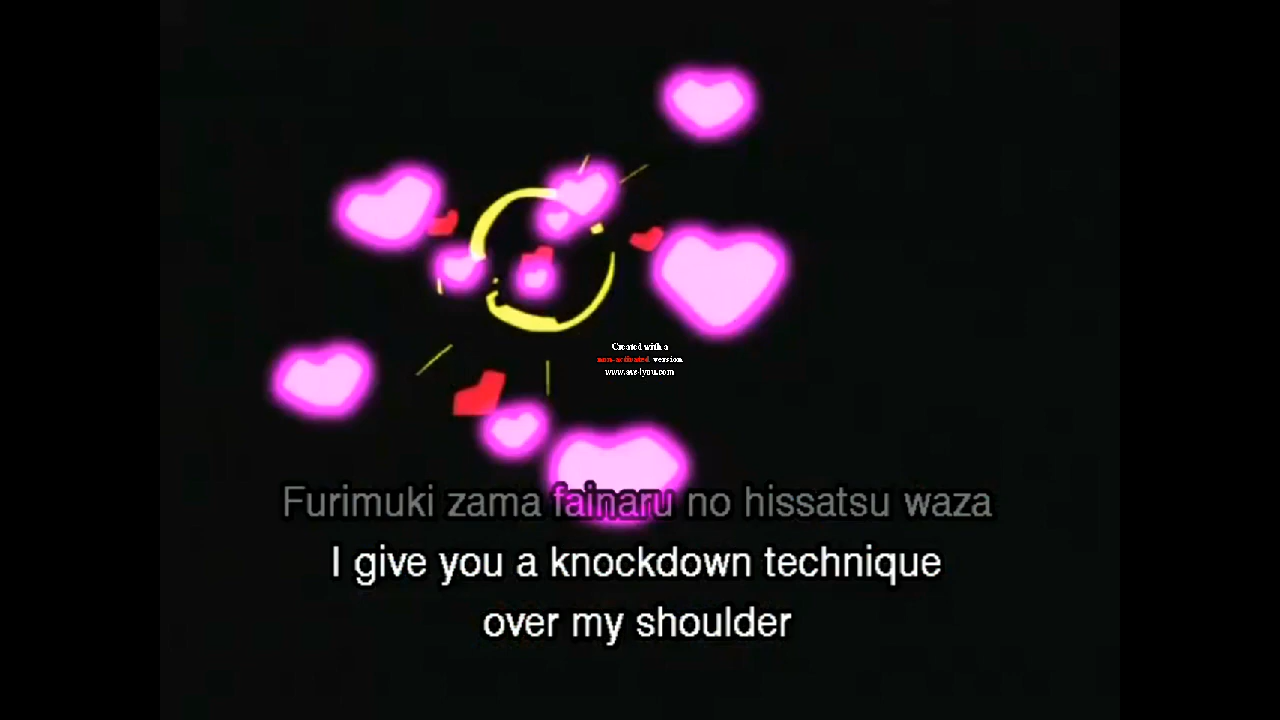 Created with a
non-activated version
www.avs4you.com
Furimuki zama fainaru no hissatsu waza
I give you a knockdown technique
over my shoulder